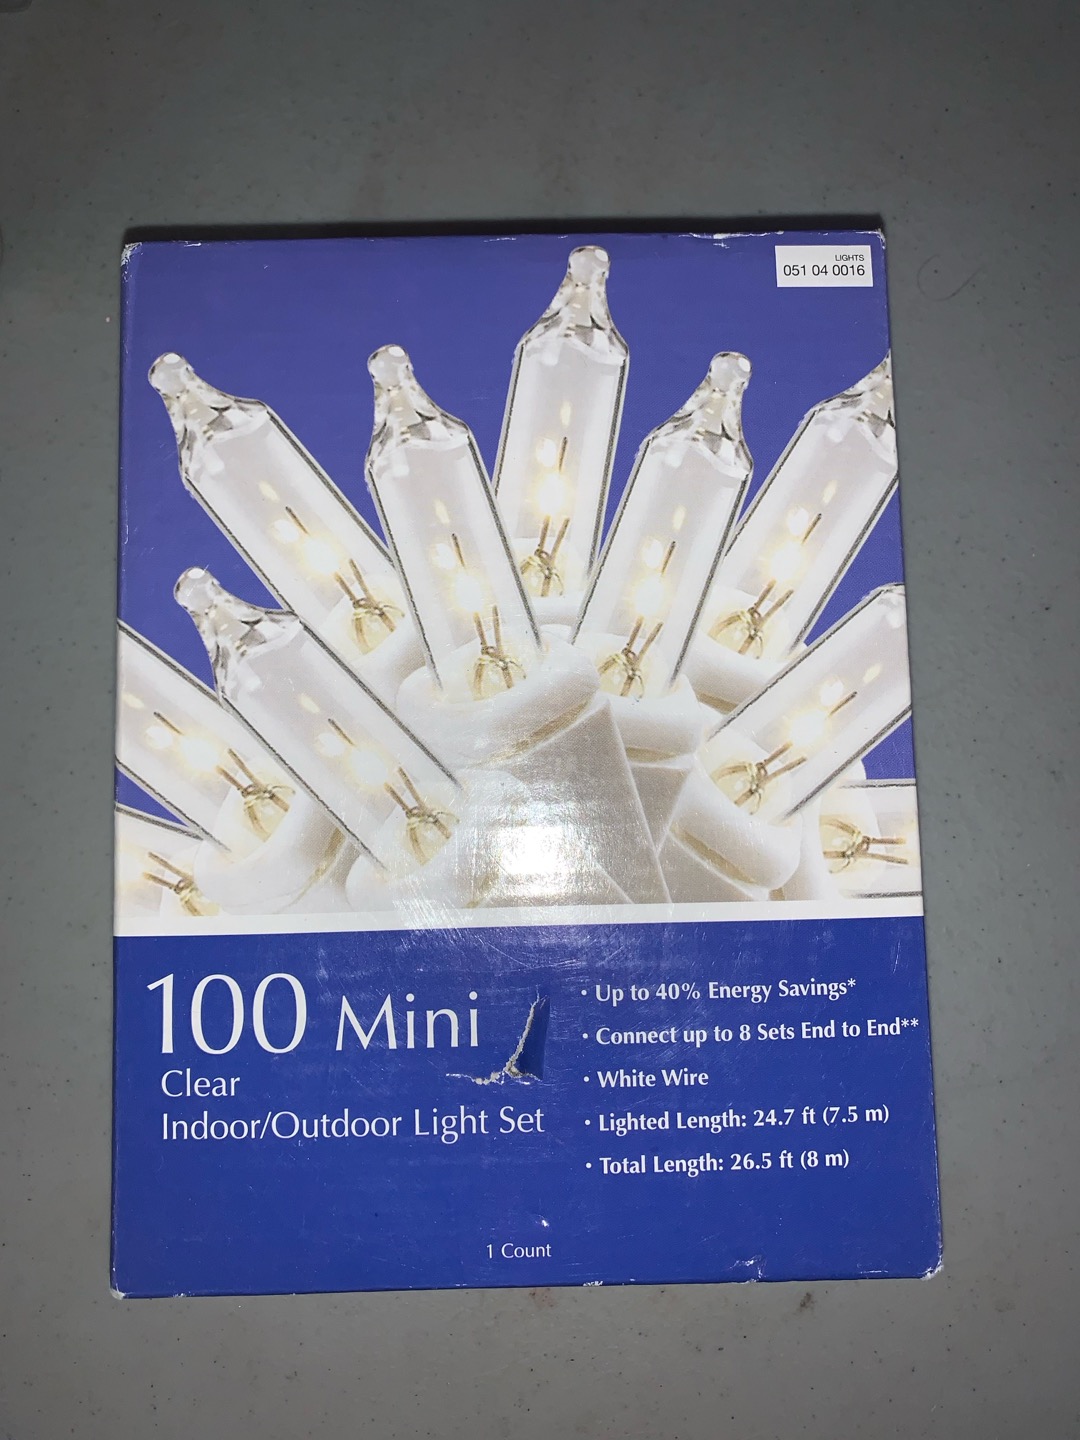 LIGHTS
051 04 0016
100 Mini
Clear
Indoor/Outdoor Light Set
• Up to 40% Energy Savings*
• Connect up to 8 Sets End to End**
• White Wire
• Lighted Length: 24.7 ft (7.5 m)
• Total Length: 26.5 ft (8 m)
1 Count